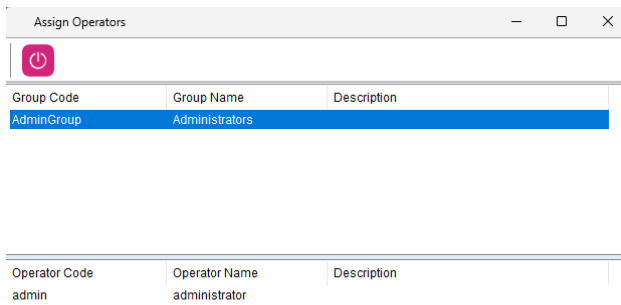 Assign Operators
Group Code Group Name Description
AdminGroup Administrators
Operator Code Operator Name Description
admin administrator